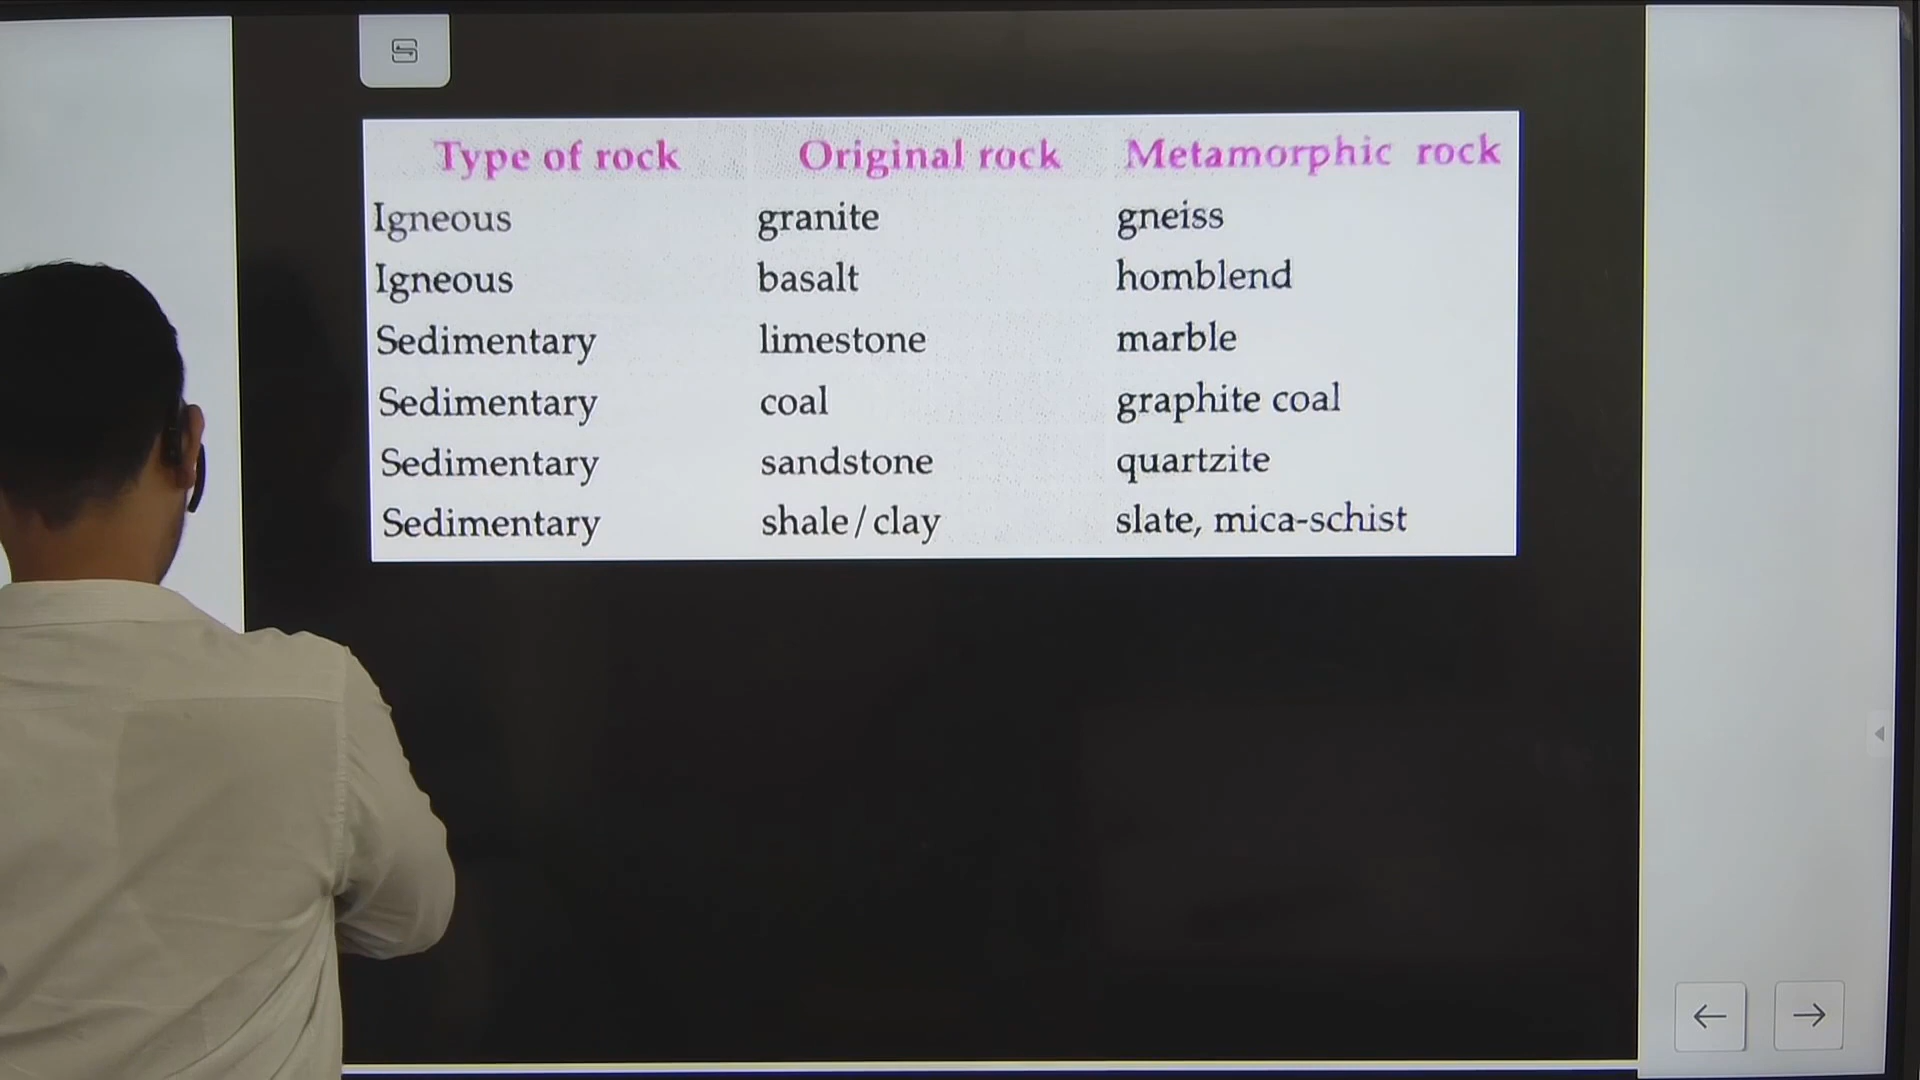 Type of rock Original rock Metamorphic rock
Igneous granite gneiss
Igneous basalt homblend
Sedimentary limestone marble
Sedimentary coal graphite coal
Sedimentary sandstone quartzite
Sedimentary shale/clay slate, mica-schist